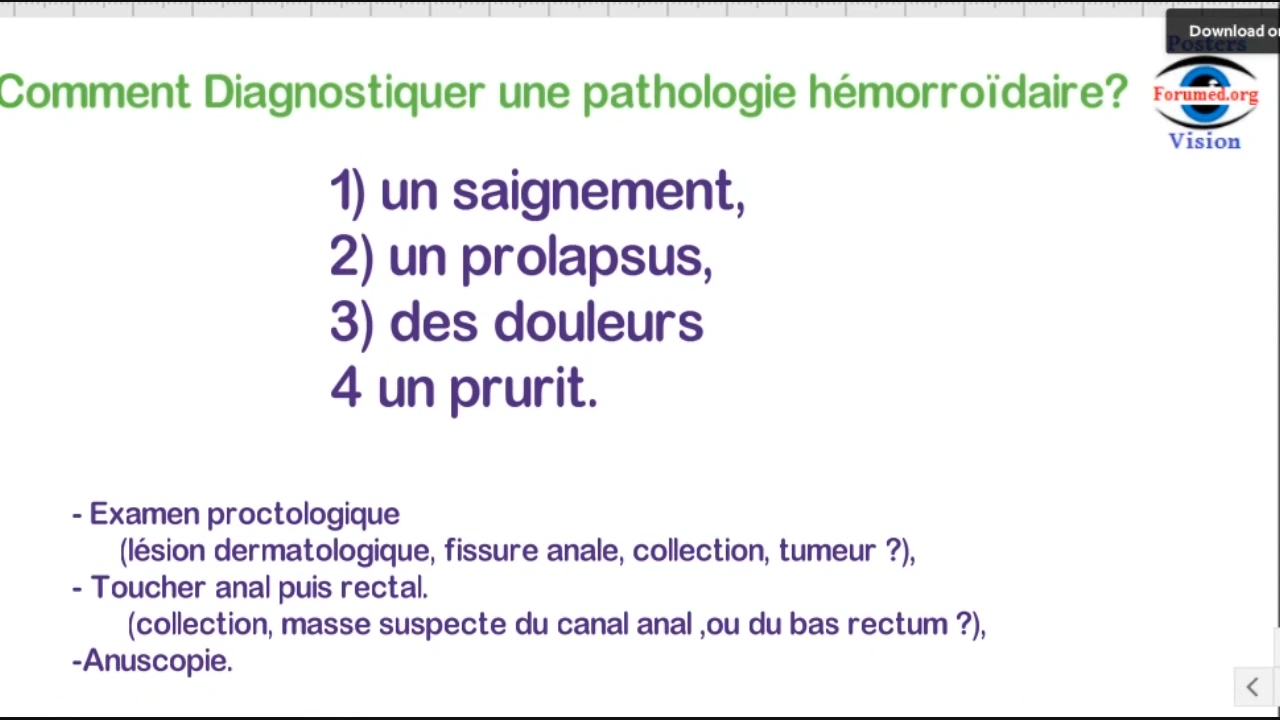 Download o
Posters
Comment Diagnostiquer une pathologie hémorroïdaire?
Forumed.org
Vision
1) un saignement,
2) un prolapsus,
3) des douleurs
4 un prurit.
- Examen proctologique
(lésion dermatologique, fissure anale, collection, tumeur ?),
- Toucher anal puis rectal.
(collection, masse suspecte du canal anal ,ou du bas rectum ?),
-Anuscopie.